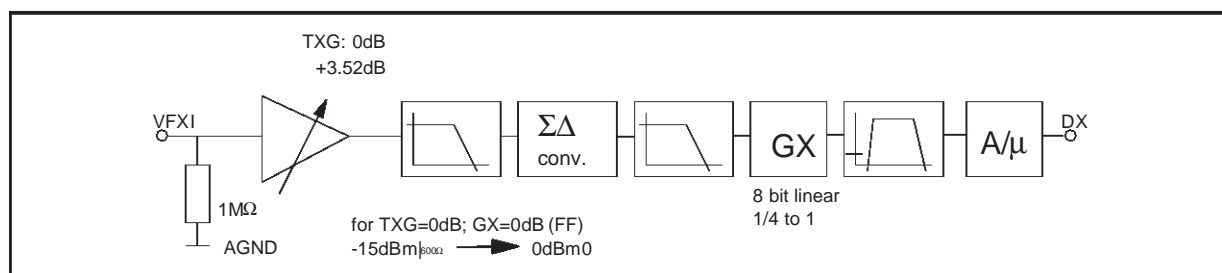 TXG: 0dB
+3.52dB
VFXI
ΣΔ
conv.
GX
A/μ
DX
1MΩ
AGND
8 bit linear
1/4 to 1
for TXG=0dB; GX=0dB (FF)
-15dBm|600Ω 0dBm0